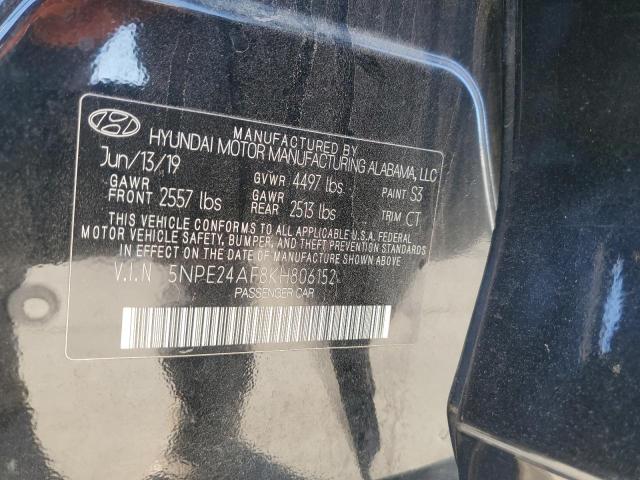 MANUFACTURED BY
HYUNDAI MOTOR MANUFACTURING ALABAMA, LLC
Jun/13/19 GVWR 4497 lbs PAINT S3
GAWR FRONT 2557 lbs GAWR REAR 2513 lbs TRIM CT
THIS VEHICLE CONFORMS TO ALL APPLICABLE U.S.A. FEDERAL
MOTOR VEHICLE SAFETY, BUMPER, AND THEFT PREVENTION STANDARDS
IN EFFECT ON THE DATE OF MANUFACTURE SHOWN ABOVE.
V.I.N 5NPE24AF8KH806152
PASSENGER CAR